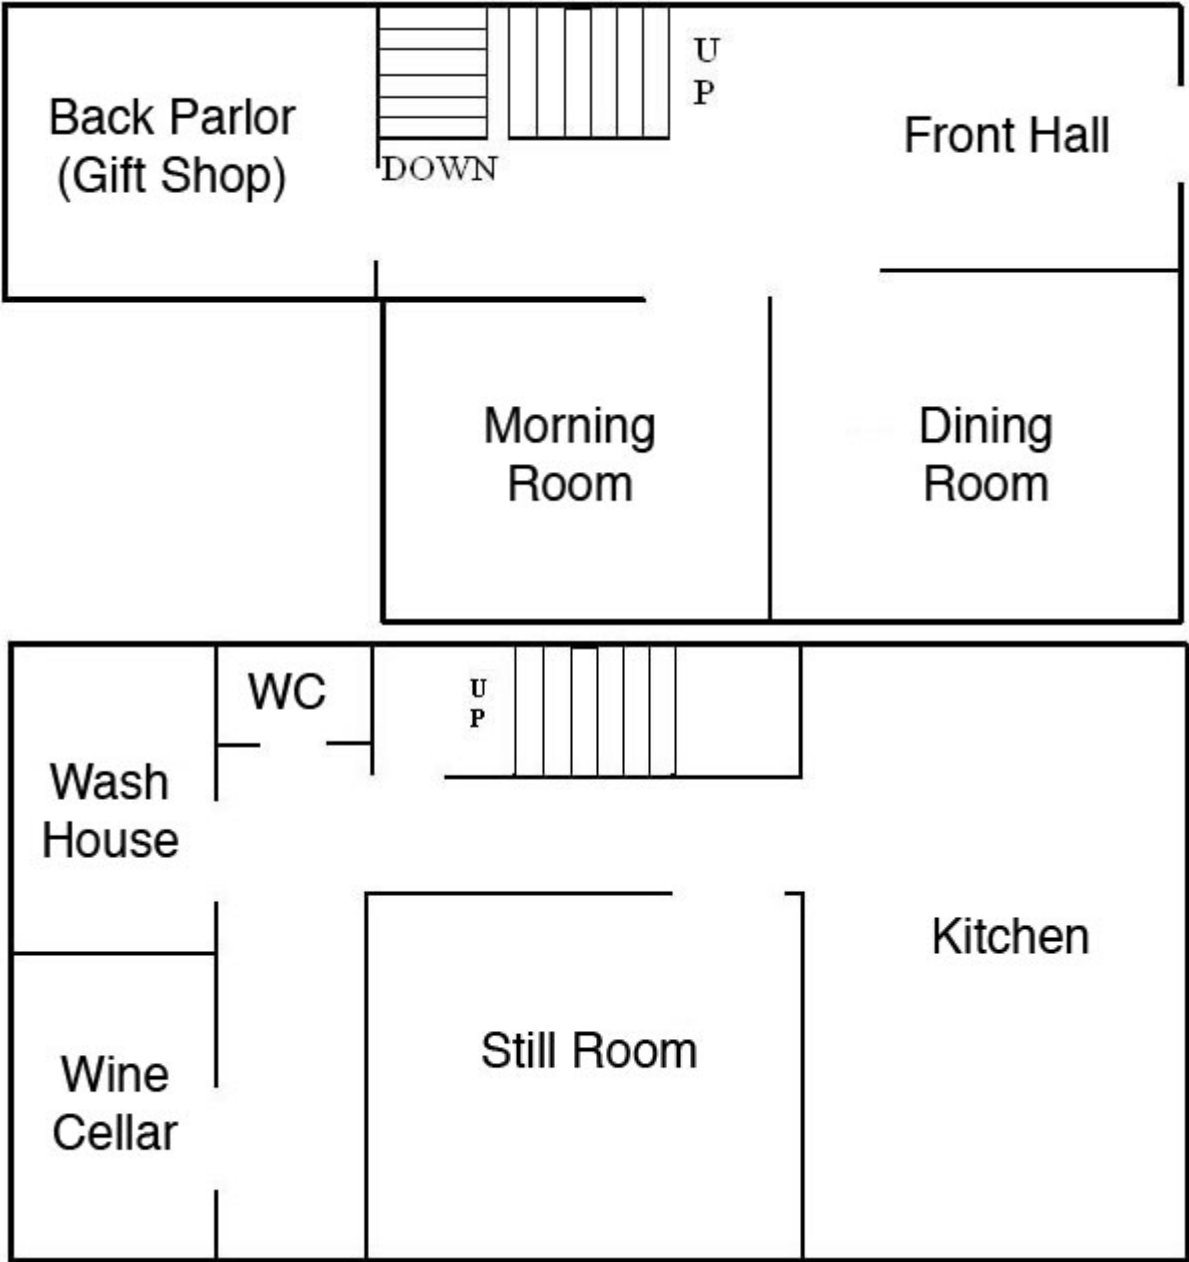 U
P
Back Parlor
(Gift Shop)
Front Hall
DOWN
Morning
Room
Dining
Room
WC
U
P
Wash
House
Kitchen
Still Room
Wine
Cellar